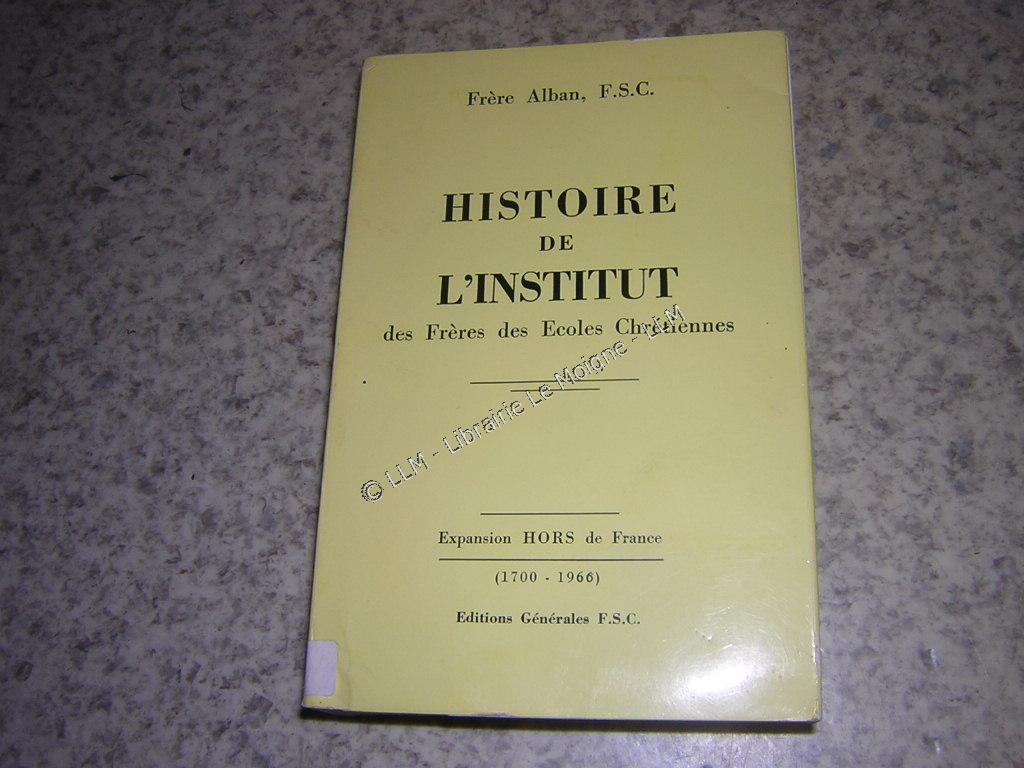 Frère Alban, F.S.C.
HISTOIRE
DE
L'INSTITUT
des Frères des Ecoles Chrétiennes
© LLM - Librairie Le Moigne - LLM
Expansion HORS de France
(1700 - 1966)
Editions Générales F.S.C.